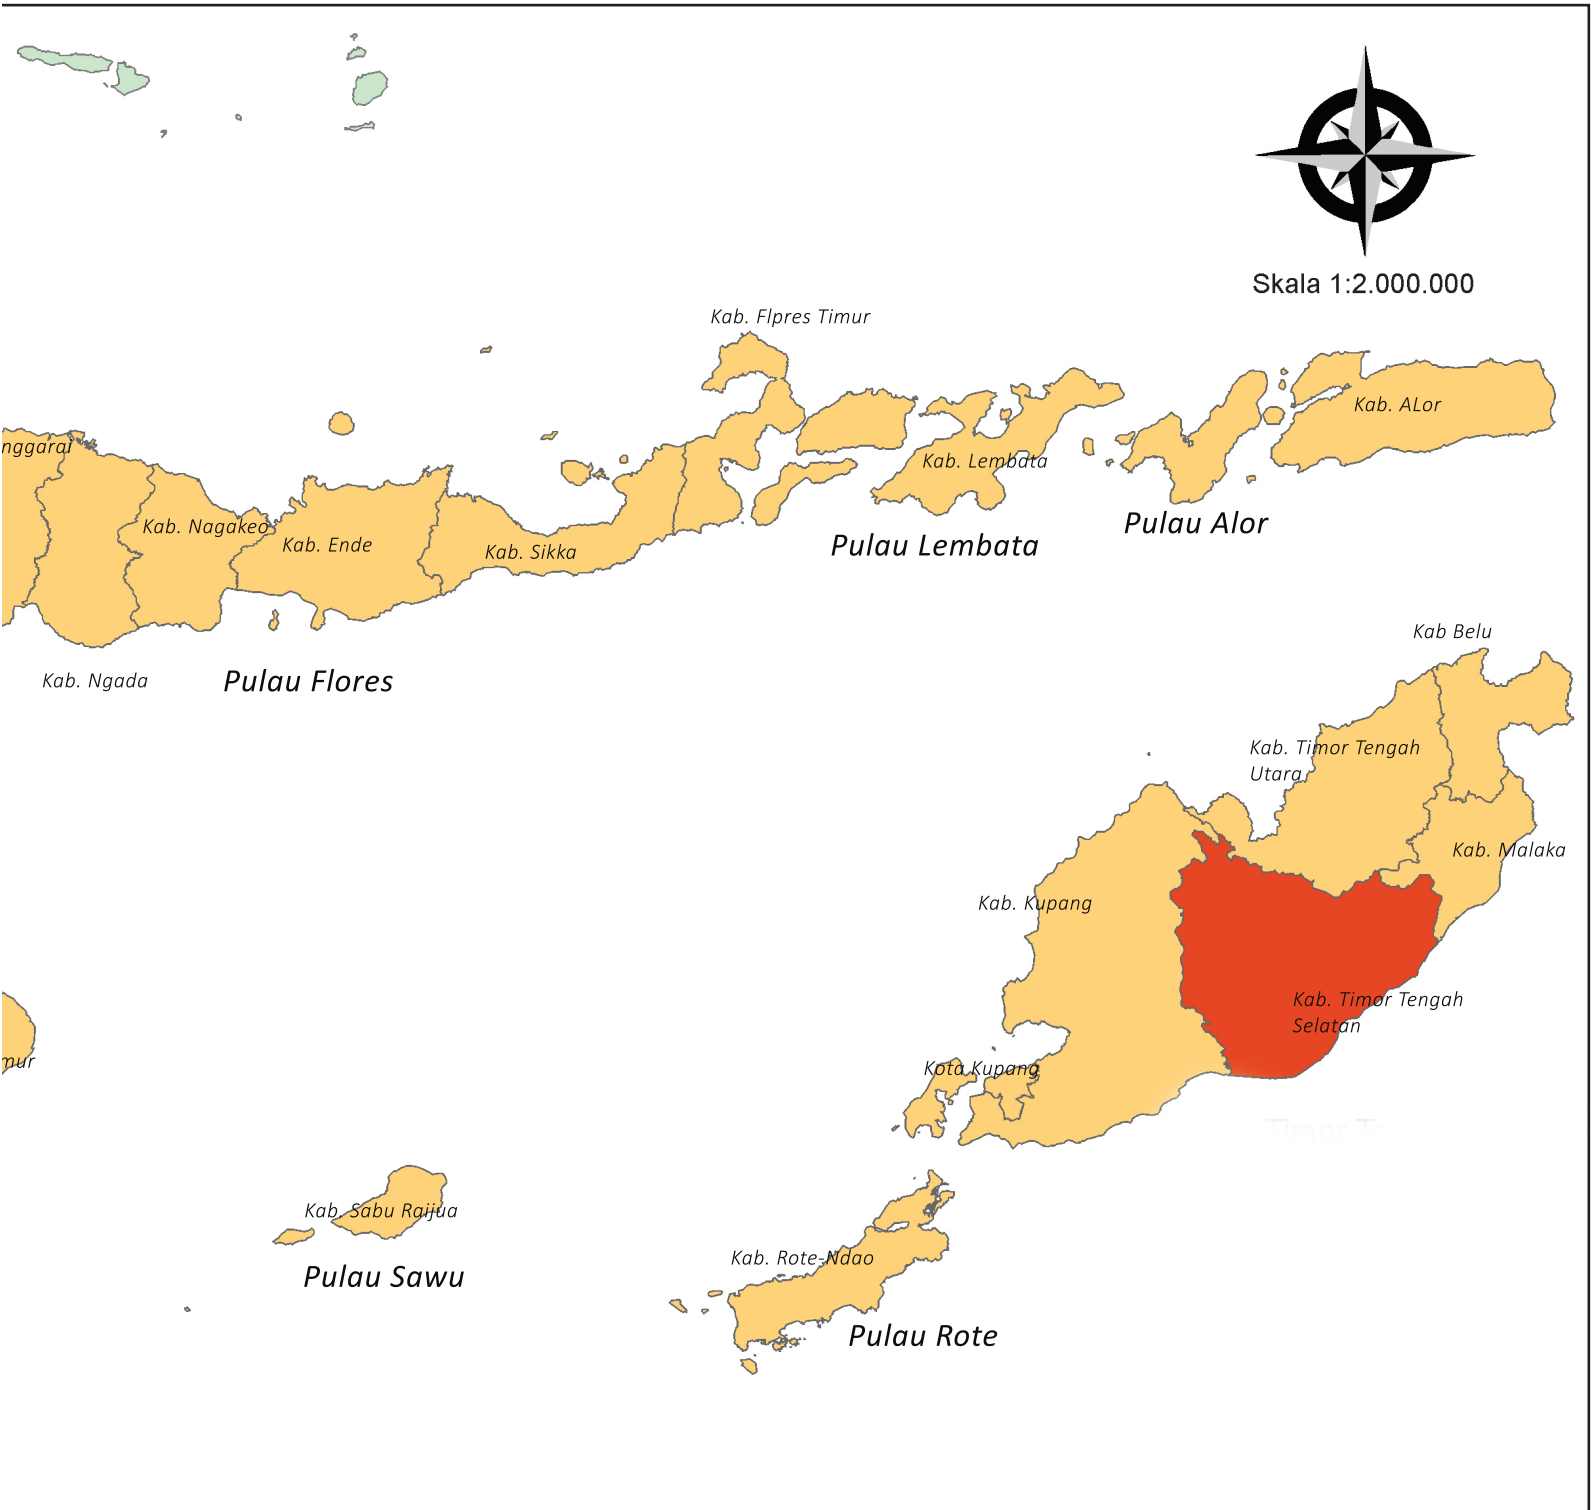 Skala 1:2.000.000
Kab. Flpres Timur
Kab. ALor
nggarai
Kab. Lembata
Kab. Nagakeo
Kab. Ende
Kab. Sikka
Pulau Alor
Pulau Lembata
Kab Belu
Kab. Ngada
Pulau Flores
Kab. Timor Tengah
Utara
Kab. Malaka
Kab. Kupang
Kab. Timor Tengah
Selatan
mur
Kota Kupang
Kab. Sabu Raijua
Kab. Rote-Ndao
Pulau Sawu
Pulau Rote